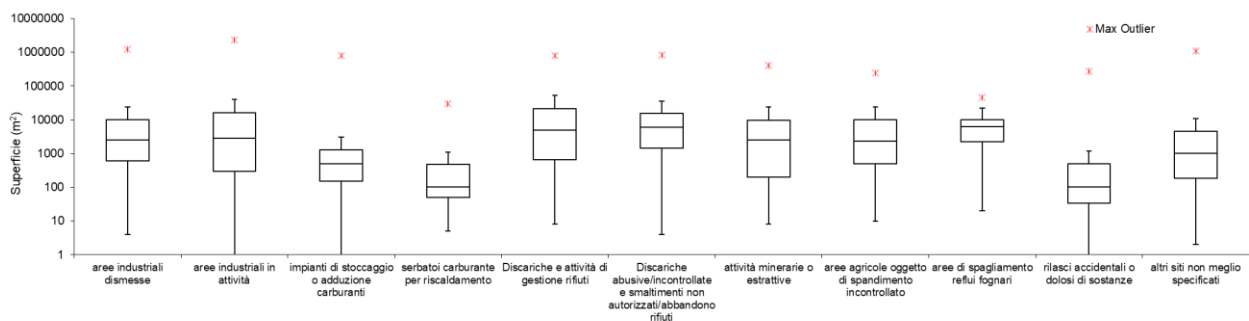 10000000
Max Outlier
1000000
100000
10000
1000
100
10
1
Superficie (m²)
aree industriali
dismesse
aree industriali in
attività
impianti di stoccaggio
o adduzione
carburanti
serbatoi carburante
per riscaldamento
Discariche e attività di
gestione rifiuti
Discariche
abusive/incontrollate
e smaltimenti non
autorizzati/abbandono
rifiuti
attività minerarie o
estrattive
aree agricole oggetto
di spandimento
incontrollato
aree di spagliamento
reflui fognari
rilasci accidentali o
dolosi di sostanze
altri siti non meglio
specificati